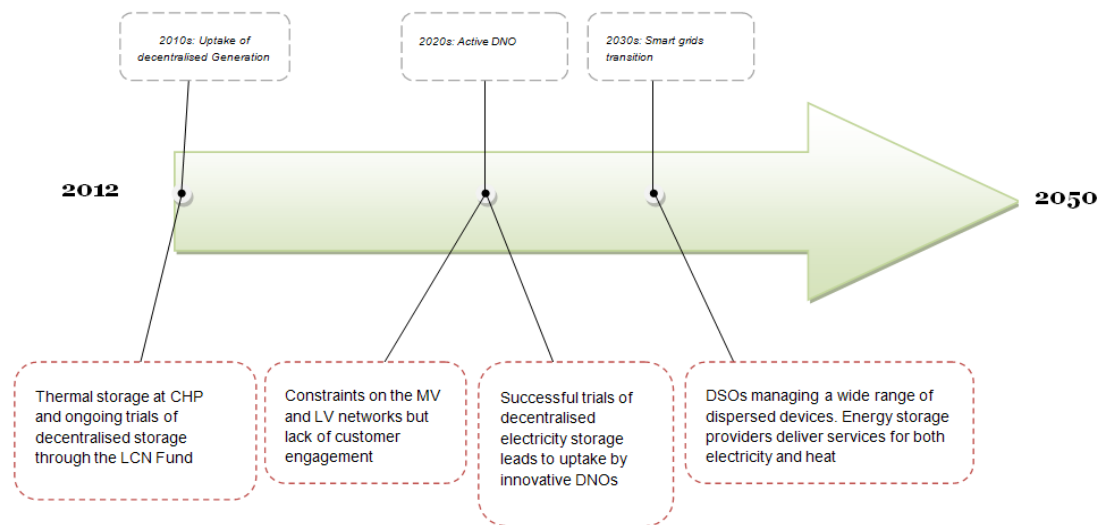 2010s: Uptake of
decentralised Generation
2020s: Active DNO
2030s: Smart grids
transition
2012
2050
Thermal storage at CHP
and ongoing trials of
decentralised storage
through the LCN Fund
Constraints on the MV
and LV networks but
lack of customer
engagement
Successful trials of
decentralised
electricity storage
leads to uptake by
innovative DNOs
DSOs managing a wide range of
dispersed devices. Energy storage
providers deliver services for both
electricity and heat